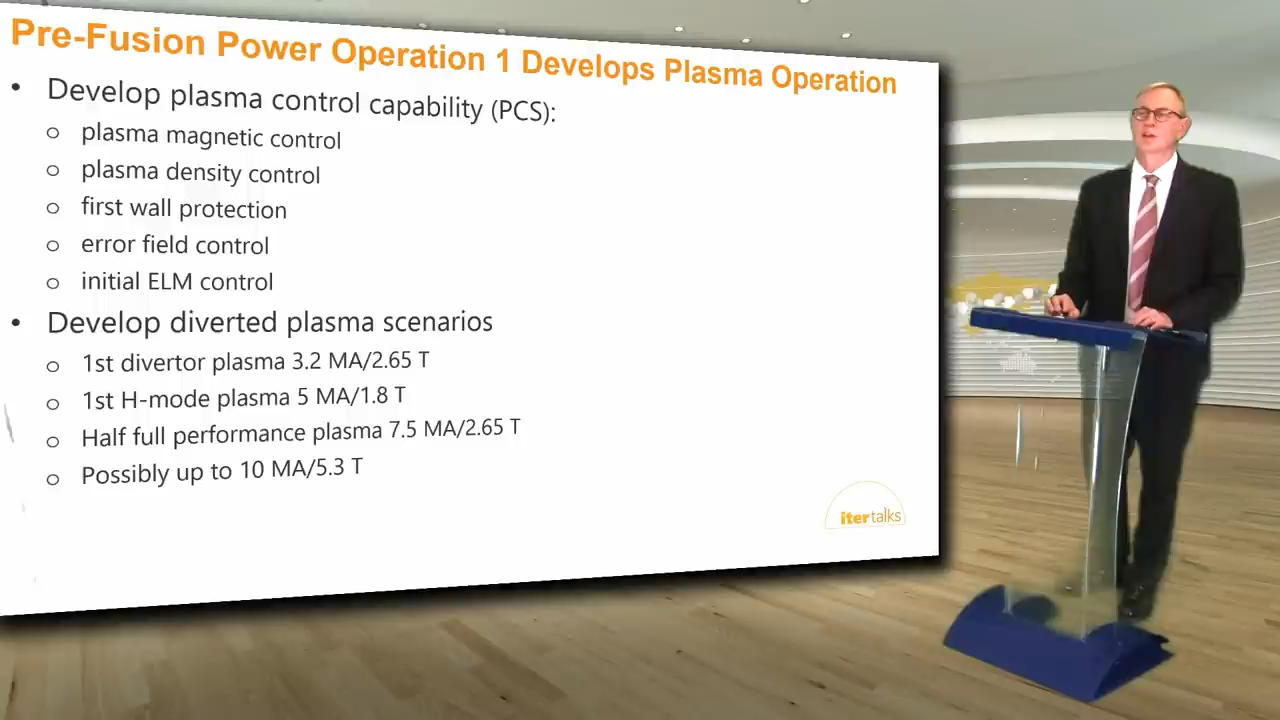 Pre-Fusion Power Operation 1 Develops Plasma Operation
• Develop plasma control capability (PCS):
o plasma magnetic control
o plasma density control
o first wall protection
o error field control
o initial ELM control
• Develop diverted plasma scenarios
o 1st divertor plasma 3.2 MA/2.65 T
o 1st H-mode plasma 5 MA/1.8 T
o Half full performance plasma 7.5 MA/2.65 T
o Possibly up to 10 MA/5.3 T
itertalks